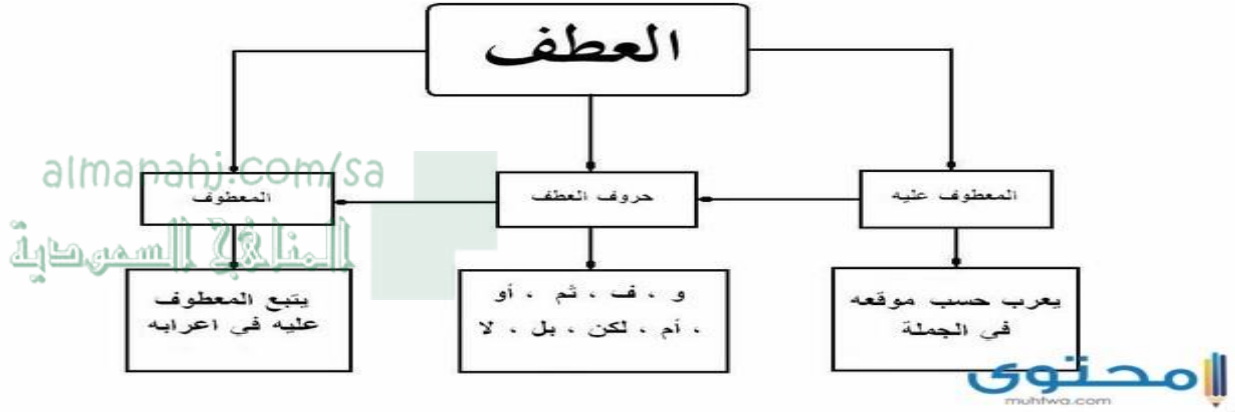 العطف
المعطوف عليه
حروف العطف
المعطوف
يعرب حسب موقعه
في الجملة
و ، ف ، ثم ، أو
، أم ، لكن ، بل ، لا
يتبع المعطوف
عليه في اعرابه
almanahj.com/sa
المناهج السعودية
محتوى
muhtwa.com